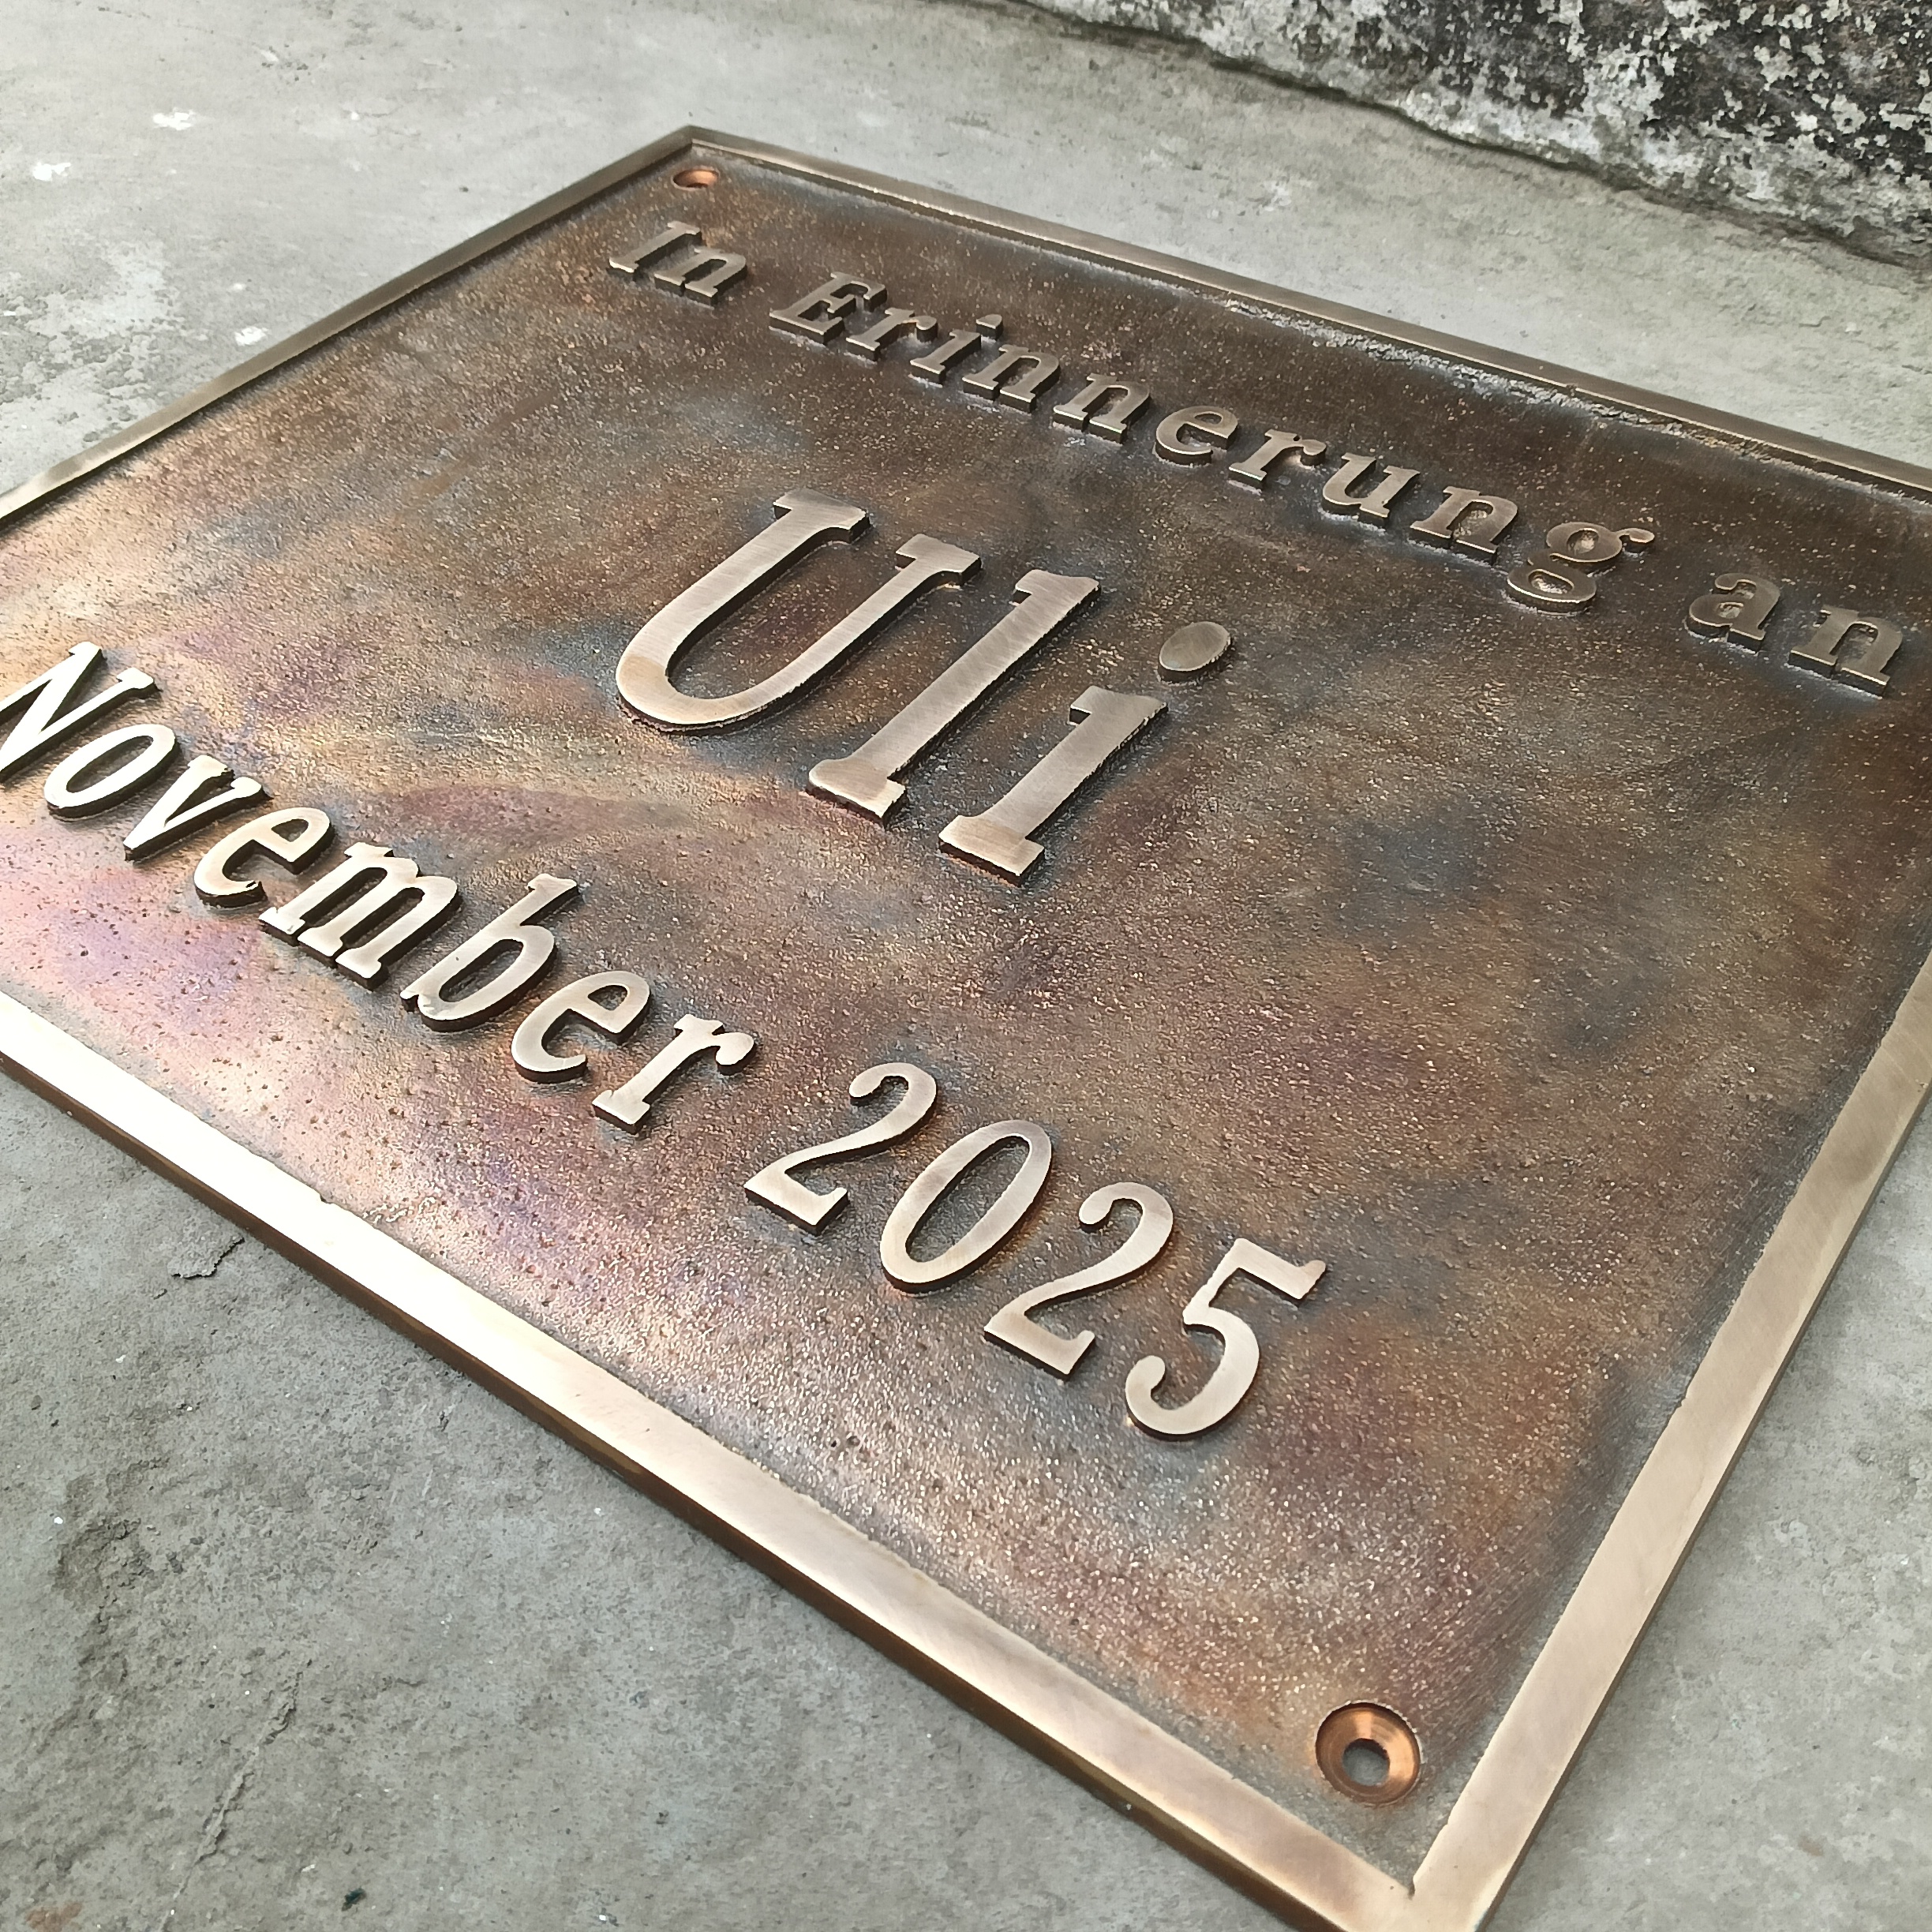 In Erinnerung an
Uli
November 2025